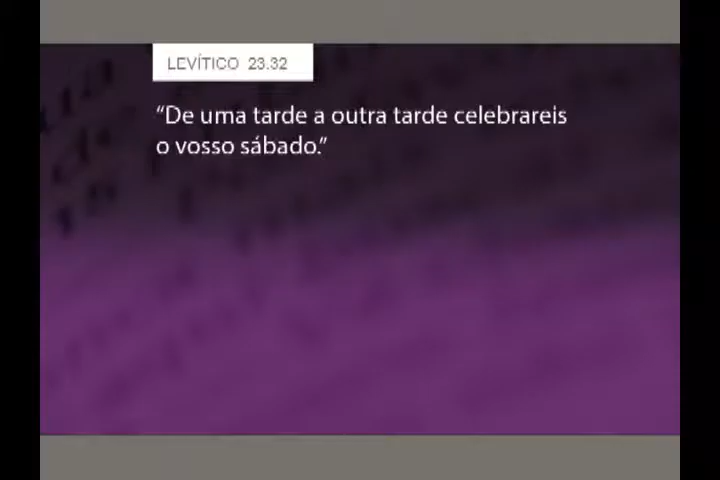 LEVÍTICO 23.32
“De uma tarde a outra tarde celebrareis
o vosso sábado.”